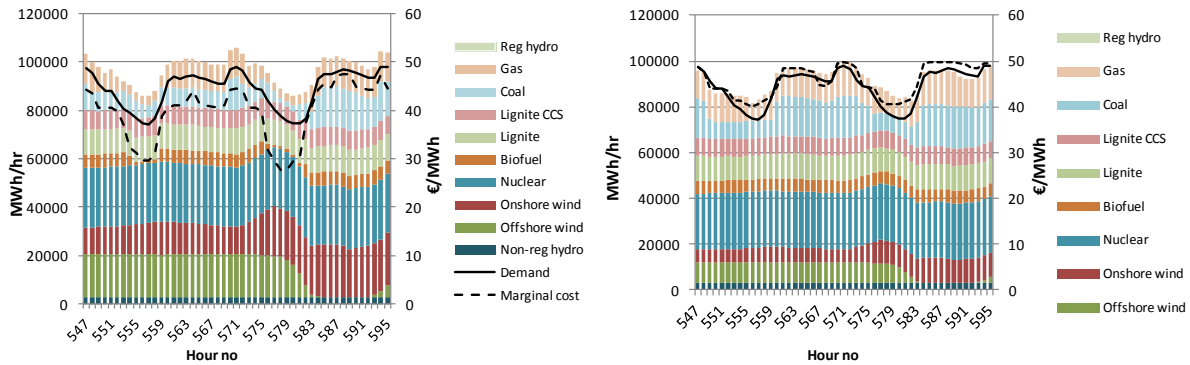 120000
100000
80000
60000
40000
20000
0
MWh/hr
60
50
40
30
20
10
0
€/MWh
547
551
555
559
563
567
571
575
579
583
587
591
595
Hour no
Reg hydro
Gas
Coal
Lignite CCS
Lignite
Biofuel
Nuclear
Onshore wind
Offshore wind
Non-reg hydro
Demand
Marginal cost
120000
100000
80000
60000
40000
20000
0
MWh/hr
60
50
40
30
20
10
0
€/MWh
547
551
555
559
563
567
571
575
579
583
587
591
595
Hour no
Reg hydro
Gas
Coal
Lignite CCS
Lignite
Biofuel
Nuclear
Onshore wind
Offshore wind